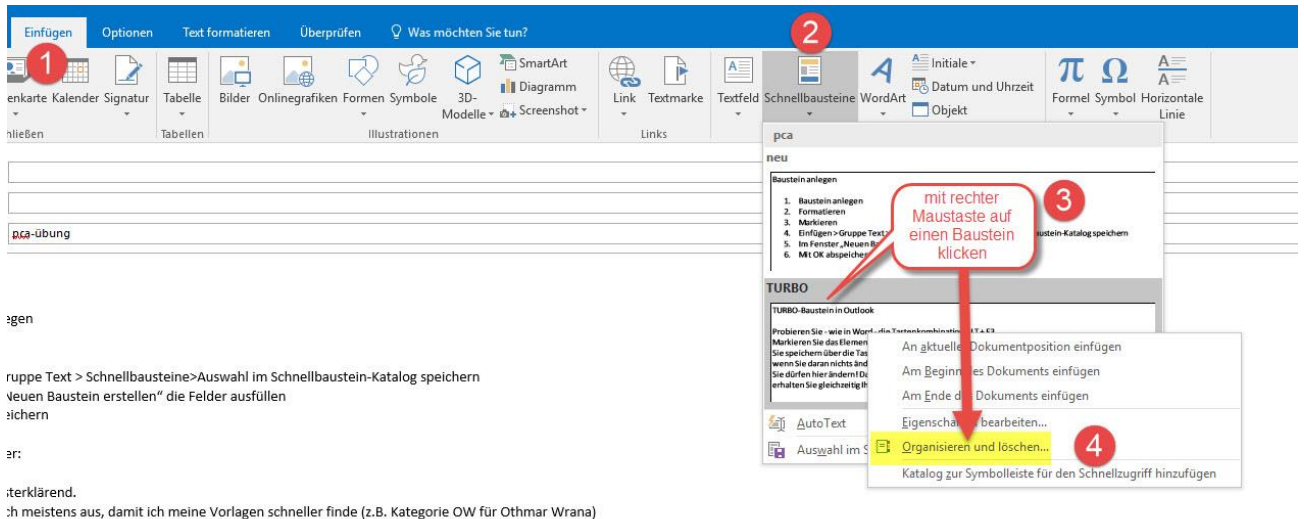 Einfügen Optionen Text formatieren Überprüfen Was möchten Sie tun?
1
2
enkarte Kalender Signatur
hließen
Tabelle
Tabellen
Bilder Onlinegrafiken Formen Symbole 3D-
Modelle
SmartArt
Diagramm
Screenshot
Illustrationen
Link Textmarke
Links
Textfeld Schnellbausteine WordArt
Initiale
Datum und Uhrzeit
Objekt
Formel Symbol Horizontale
Linie
pca
neu
Baustein anlegen
1. Baustein anlegen
2. Formatieren
3. Markieren
4. Einfügen > Gruppe Text austein-Katalog speichern
5. Im Fenster „Neuen Ba
6. Mit OK abspeicher
mit rechter
Maustaste auf
einen Baustein
klicken
3
TURBO
TURBO-Baustein in Outlook
Probieren Sie - wie in Word - die Tastenkombination ALT + F3
Markieren Sie das Elemen
Sie speichern über die Tas
wenn Sie daran nichts änd
Sie dürfen hier ändern! Da
erhalten Sie gleichzeitig Ih
AutoText
Auswahl im S
An aktueller Dokumentposition einfügen
Am Beginn des Dokuments einfügen
Am Ende des Dokuments einfügen
Eigenschaften bearbeiten...
Organisieren und löschen...
4
Katalog zur Symbolleiste für den Schnellzugriff hinzufügen
pca-übung
egen
ruppe Text > Schnellbausteine>Auswahl im Schnellbaustein-Katalog speichern
Neuen Baustein erstellen“ die Felder ausfüllen
eichern
er:
sterklärend.
ch meistens aus, damit ich meine Vorlagen schneller finde (z.B. Kategorie OW für Othmar Wrana)